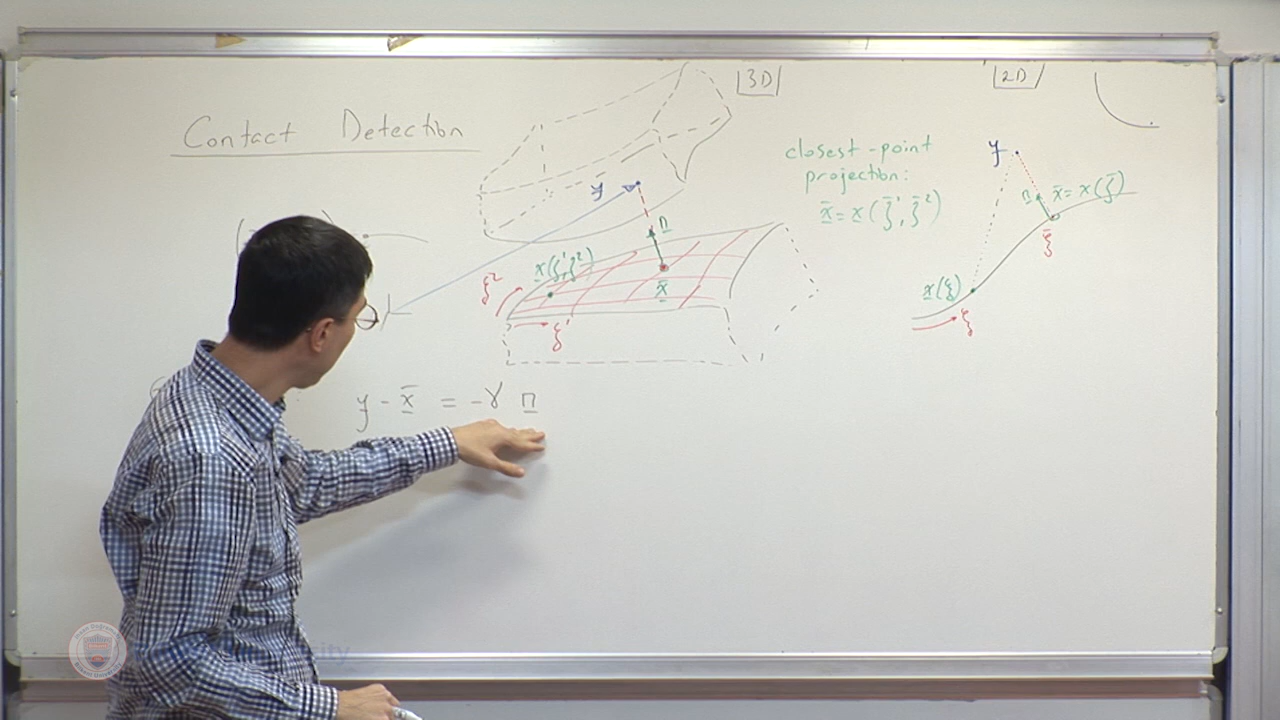 Contact Detection
3D
2D
closest-point
projection:
x̄ = x(ξ̄¹, ξ̄²)
y
n
x(ξ¹, ξ²)
x̄
ξ²
ξ¹
y
n
x̄ = x(ξ̄)
ξ̄
x(ξ)
ξ
y - x̄ = -γ n